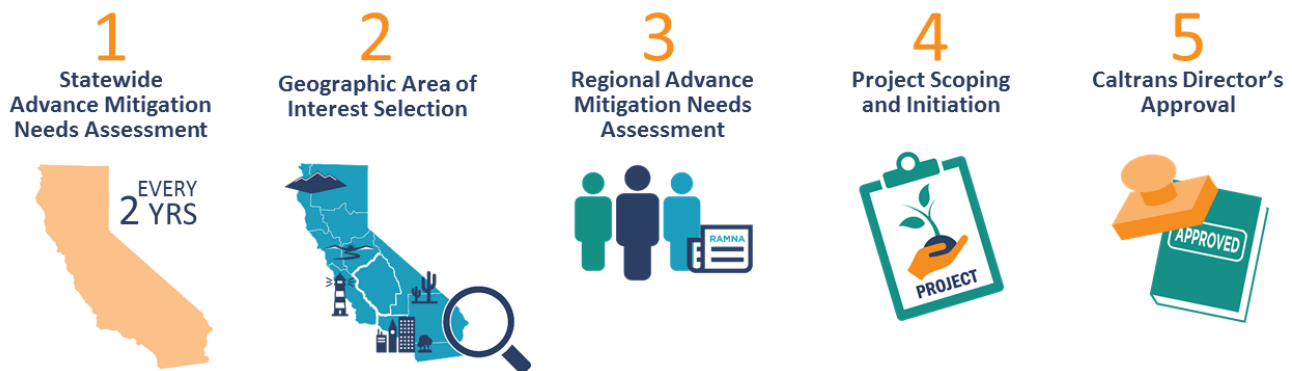 1
Statewide
Advance Mitigation
Needs Assessment
EVERY
2 YRS
2
Geographic Area of
Interest Selection
3
Regional Advance
Mitigation Needs
Assessment
RAMNA
4
Project Scoping
and Initiation
PROJECT
5
Caltrans Director’s
Approval
APPROVED